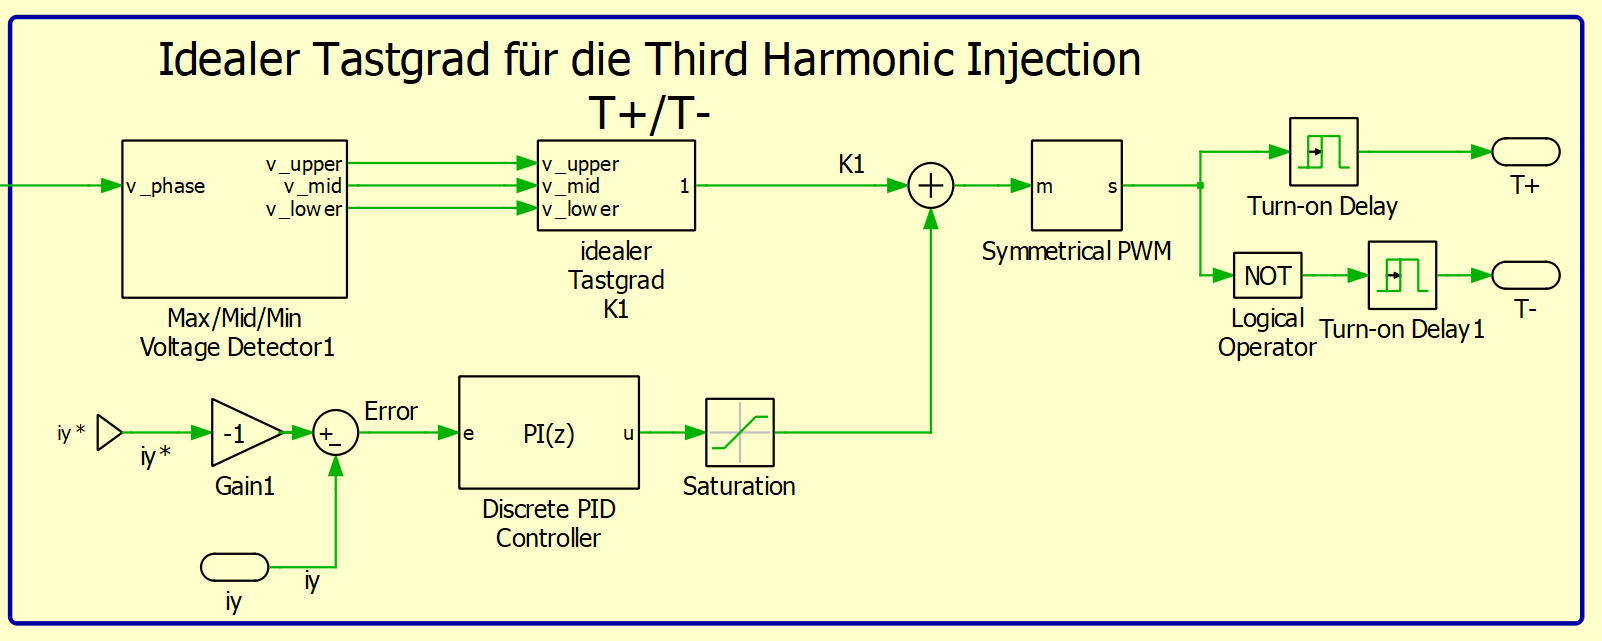 Idealer Tastgrad für die Third Harmonic Injection
T+/T-
v_phase
v_upper
v_mid
v_lower
Max/Mid/Min
Voltage Detector1
v_upper
v_mid
v_lower
1
idealer
Tastgrad
K1
K1
+
m
s
Symmetrical PWM
Turn-on Delay
T+
NOT
Logical
Operator
Turn-on Delay1
T-
iy*
iy*
-1
Gain1
+
-
Error
e
PI(z)
u
Discrete PID
Controller
Saturation
iy
iy